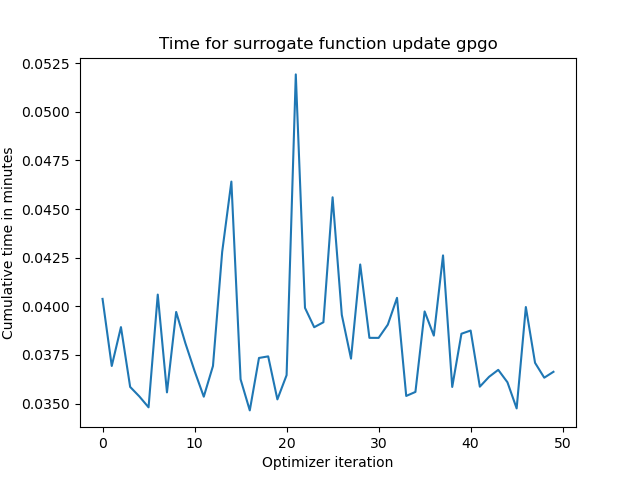 Time for surrogate function update gpgo
Cumulative time in minutes
0.0525
0.0500
0.0475
0.0450
0.0425
0.0400
0.0375
0.0350
0 10 20 30 40 50
Optimizer iteration